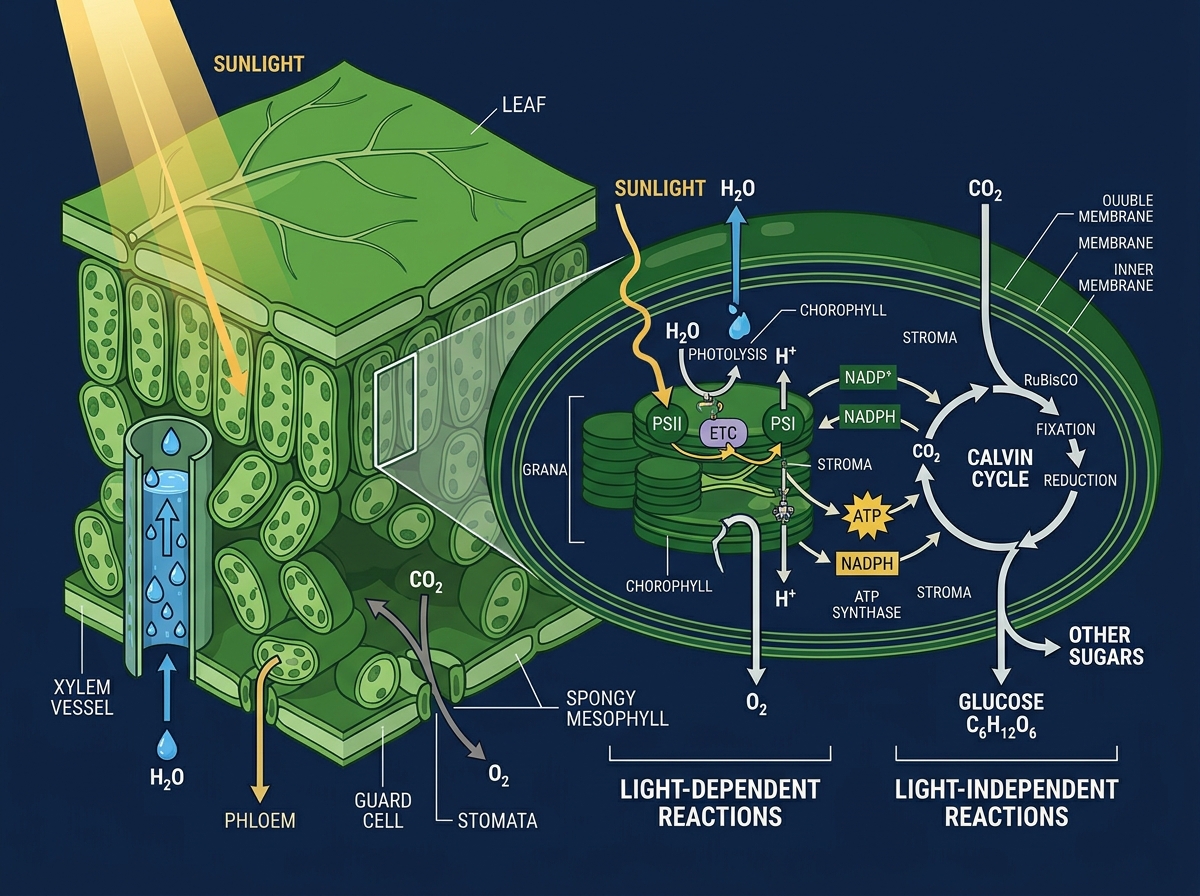 SUNLIGHT
LEAF
SUNLIGHT
H₂O
CO₂
OUUBLE
MEMBRANE
MEMBRANE
INNER
MEMBRANE
CHOROPHYLL
STROMA
H₂O
PHOTOLYSIS
H⁺
NADP⁺
RuBisCO
NADPH
PSII
ETC
PSI
FIXATION
CO₂
CALVIN
CYCLE
GRANA
STROMA
REDUCTION
ATP
NADPH
CO₂
CHOROPHYLL
H⁺
ATP
SYNTHASE
STROMA
OTHER
SUGARS
XYLEM
VESSEL
SPONGY
MESOPHYLL
O₂
GLUCOSE
C₆H₁₂O₆
H₂O
O₂
PHLOEM
GUARD
CELL
STOMATA
LIGHT-DEPENDENT
REACTIONS
LIGHT-INDEPENDENT
REACTIONS